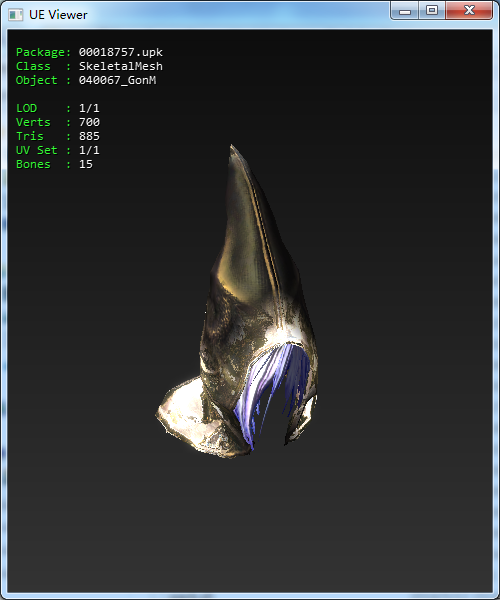 UE Viewer
Package: 00018757.upk
Class : SkeletalMesh
Object : 040067_GonM
LOD : 1/1
Verts : 700
Tris : 885
UV Set : 1/1
Bones : 15